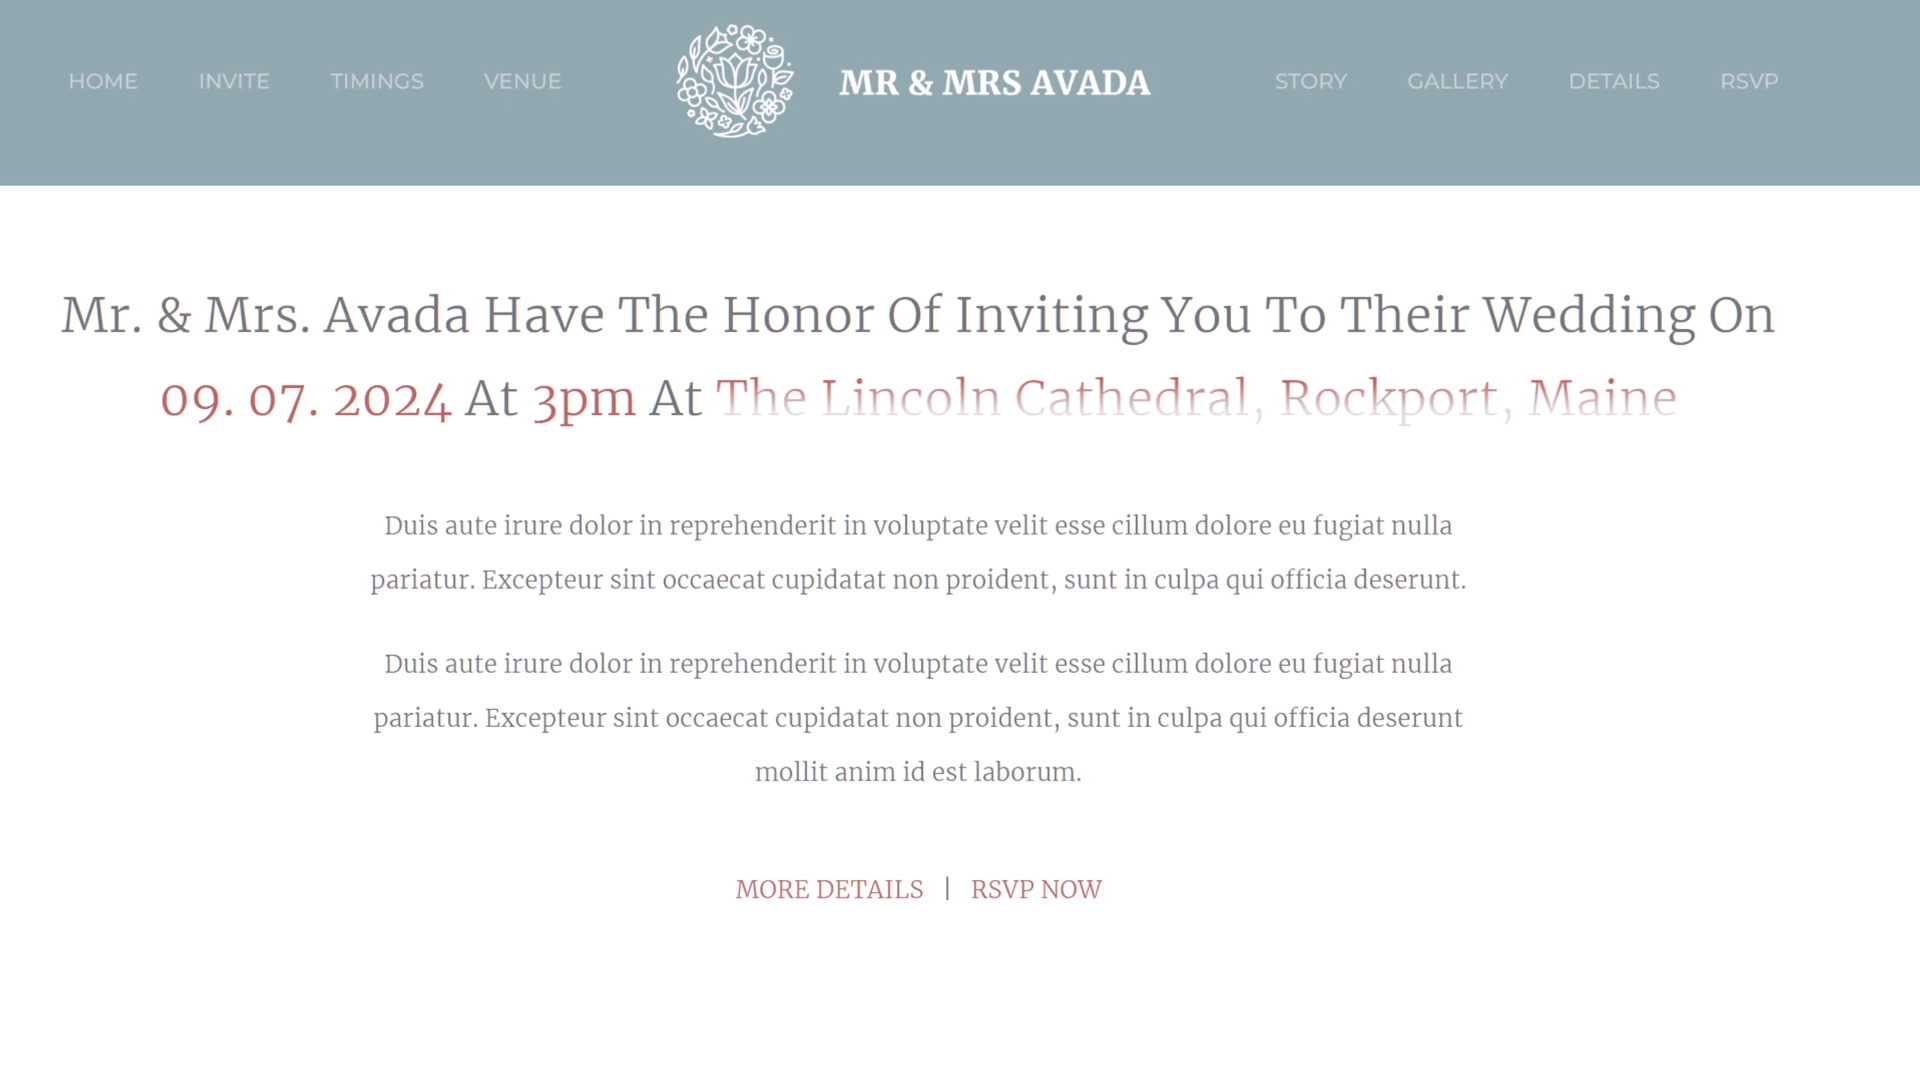 HOME INVITE TIMINGS VENUE MR & MRS AVADA STORY GALLERY DETAILS RSVP
Mr. & Mrs. Avada Have The Honor Of Inviting You To Their Wedding On
09. 07. 2024 At 3pm At The Lincoln Cathedral, Rockport, Maine
Duis aute irure dolor in reprehenderit in voluptate velit esse cillum dolore eu fugiat nulla
pariatur. Excepteur sint occaecat cupidatat non proident, sunt in culpa qui officia deserunt.
Duis aute irure dolor in reprehenderit in voluptate velit esse cillum dolore eu fugiat nulla
pariatur. Excepteur sint occaecat cupidatat non proident, sunt in culpa qui officia deserunt
mollit anim id est laborum.
MORE DETAILS | RSVP NOW